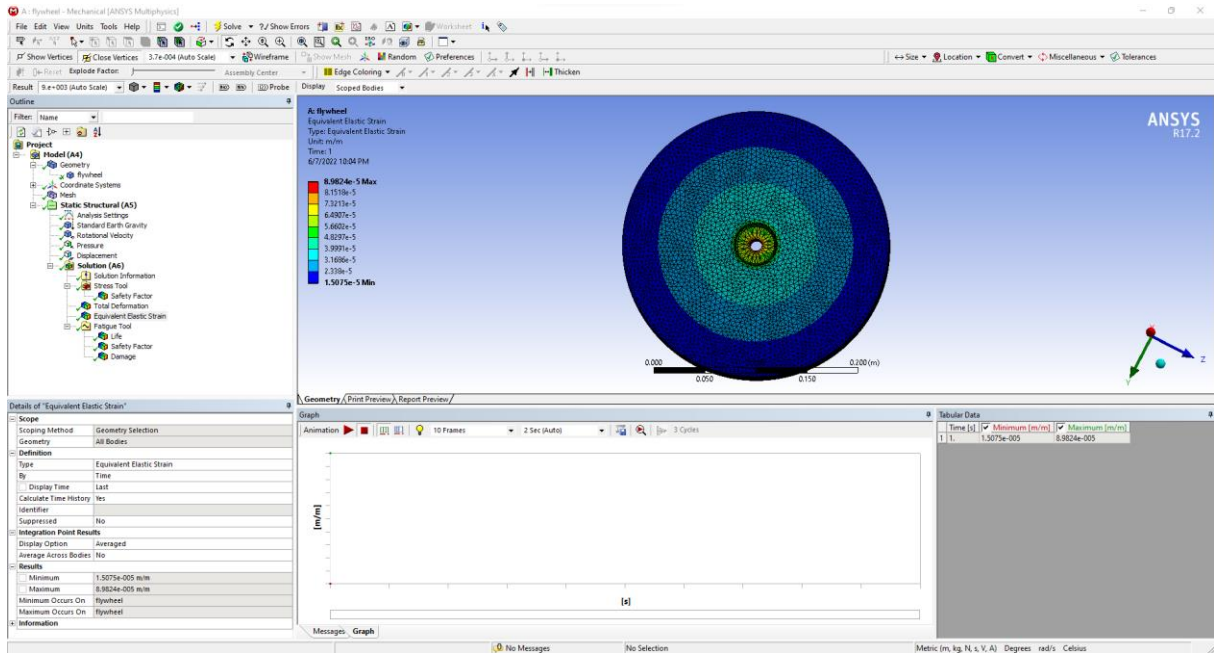 A : flywheel - Mechanical [ANSYS Multiphysics]
File Edit View Units Tools Help Solve ?/ Show Errors Worksheet
Show Vertices Close Vertices 3.7e-004 (Auto Scale) Wireframe Show Mesh Random Preferences Size Location Convert Miscellaneous Tolerances
Reset Explode Factor: Assembly Center Edge Coloring Thicken
Result 9.e+003 (Auto Scale) Probe Display Scoped Bodies
Outline
Filter: Name
Project
Model (A4)
Geometry
flywheel
Coordinate Systems
Mesh
Static Structural (A5)
Analysis Settings
Standard Earth Gravity
Rotational Velocity
Pressure
Displacement
Solution (A6)
Solution Information
Stress Tool
Safety Factor
Total Deformation
Equivalent Elastic Strain
Fatigue Tool
Life
Safety Factor
Damage
A: flywheel
Equivalent Elastic Strain
Type: Equivalent Elastic Strain
Unit: m/m
Time: 1
6/7/2022 10:04 PM
8.9824e-5 Max
8.1518e-5
7.3213e-5
6.4907e-5
5.6602e-5
4.8297e-5
3.9991e-5
3.1686e-5
2.338e-5
1.5075e-5 Min
ANSYS
R17.2
0.000
0.200 (m)
0.050
0.150
Y
Z
Geometry Print Preview Report Preview
Details of "Equivalent Elastic Strain"
Scope
Scoping Method Geometry Selection
Geometry All Bodies
Definition
Type Equivalent Elastic Strain
By Time
Display Time Last
Calculate Time History Yes
Identifier
Suppressed No
Integration Point Results
Display Option Averaged
Average Across Bodies No
Results
Minimum 1.5075e-005 m/m
Maximum 8.9824e-005 m/m
Minimum Occurs On flywheel
Maximum Occurs On flywheel
Information
Graph
Animation 10 Frames 2 Sec (Auto) 3 Cycles
[m/m]
[s]
Messages Graph
Tabular Data
Time [s] Minimum [m/m] Maximum [m/m]
1 1. 1.5075e-005 8.9824e-005
No Messages No Selection Metric (m, kg, N, s, V, A) Degrees rad/s Celsius